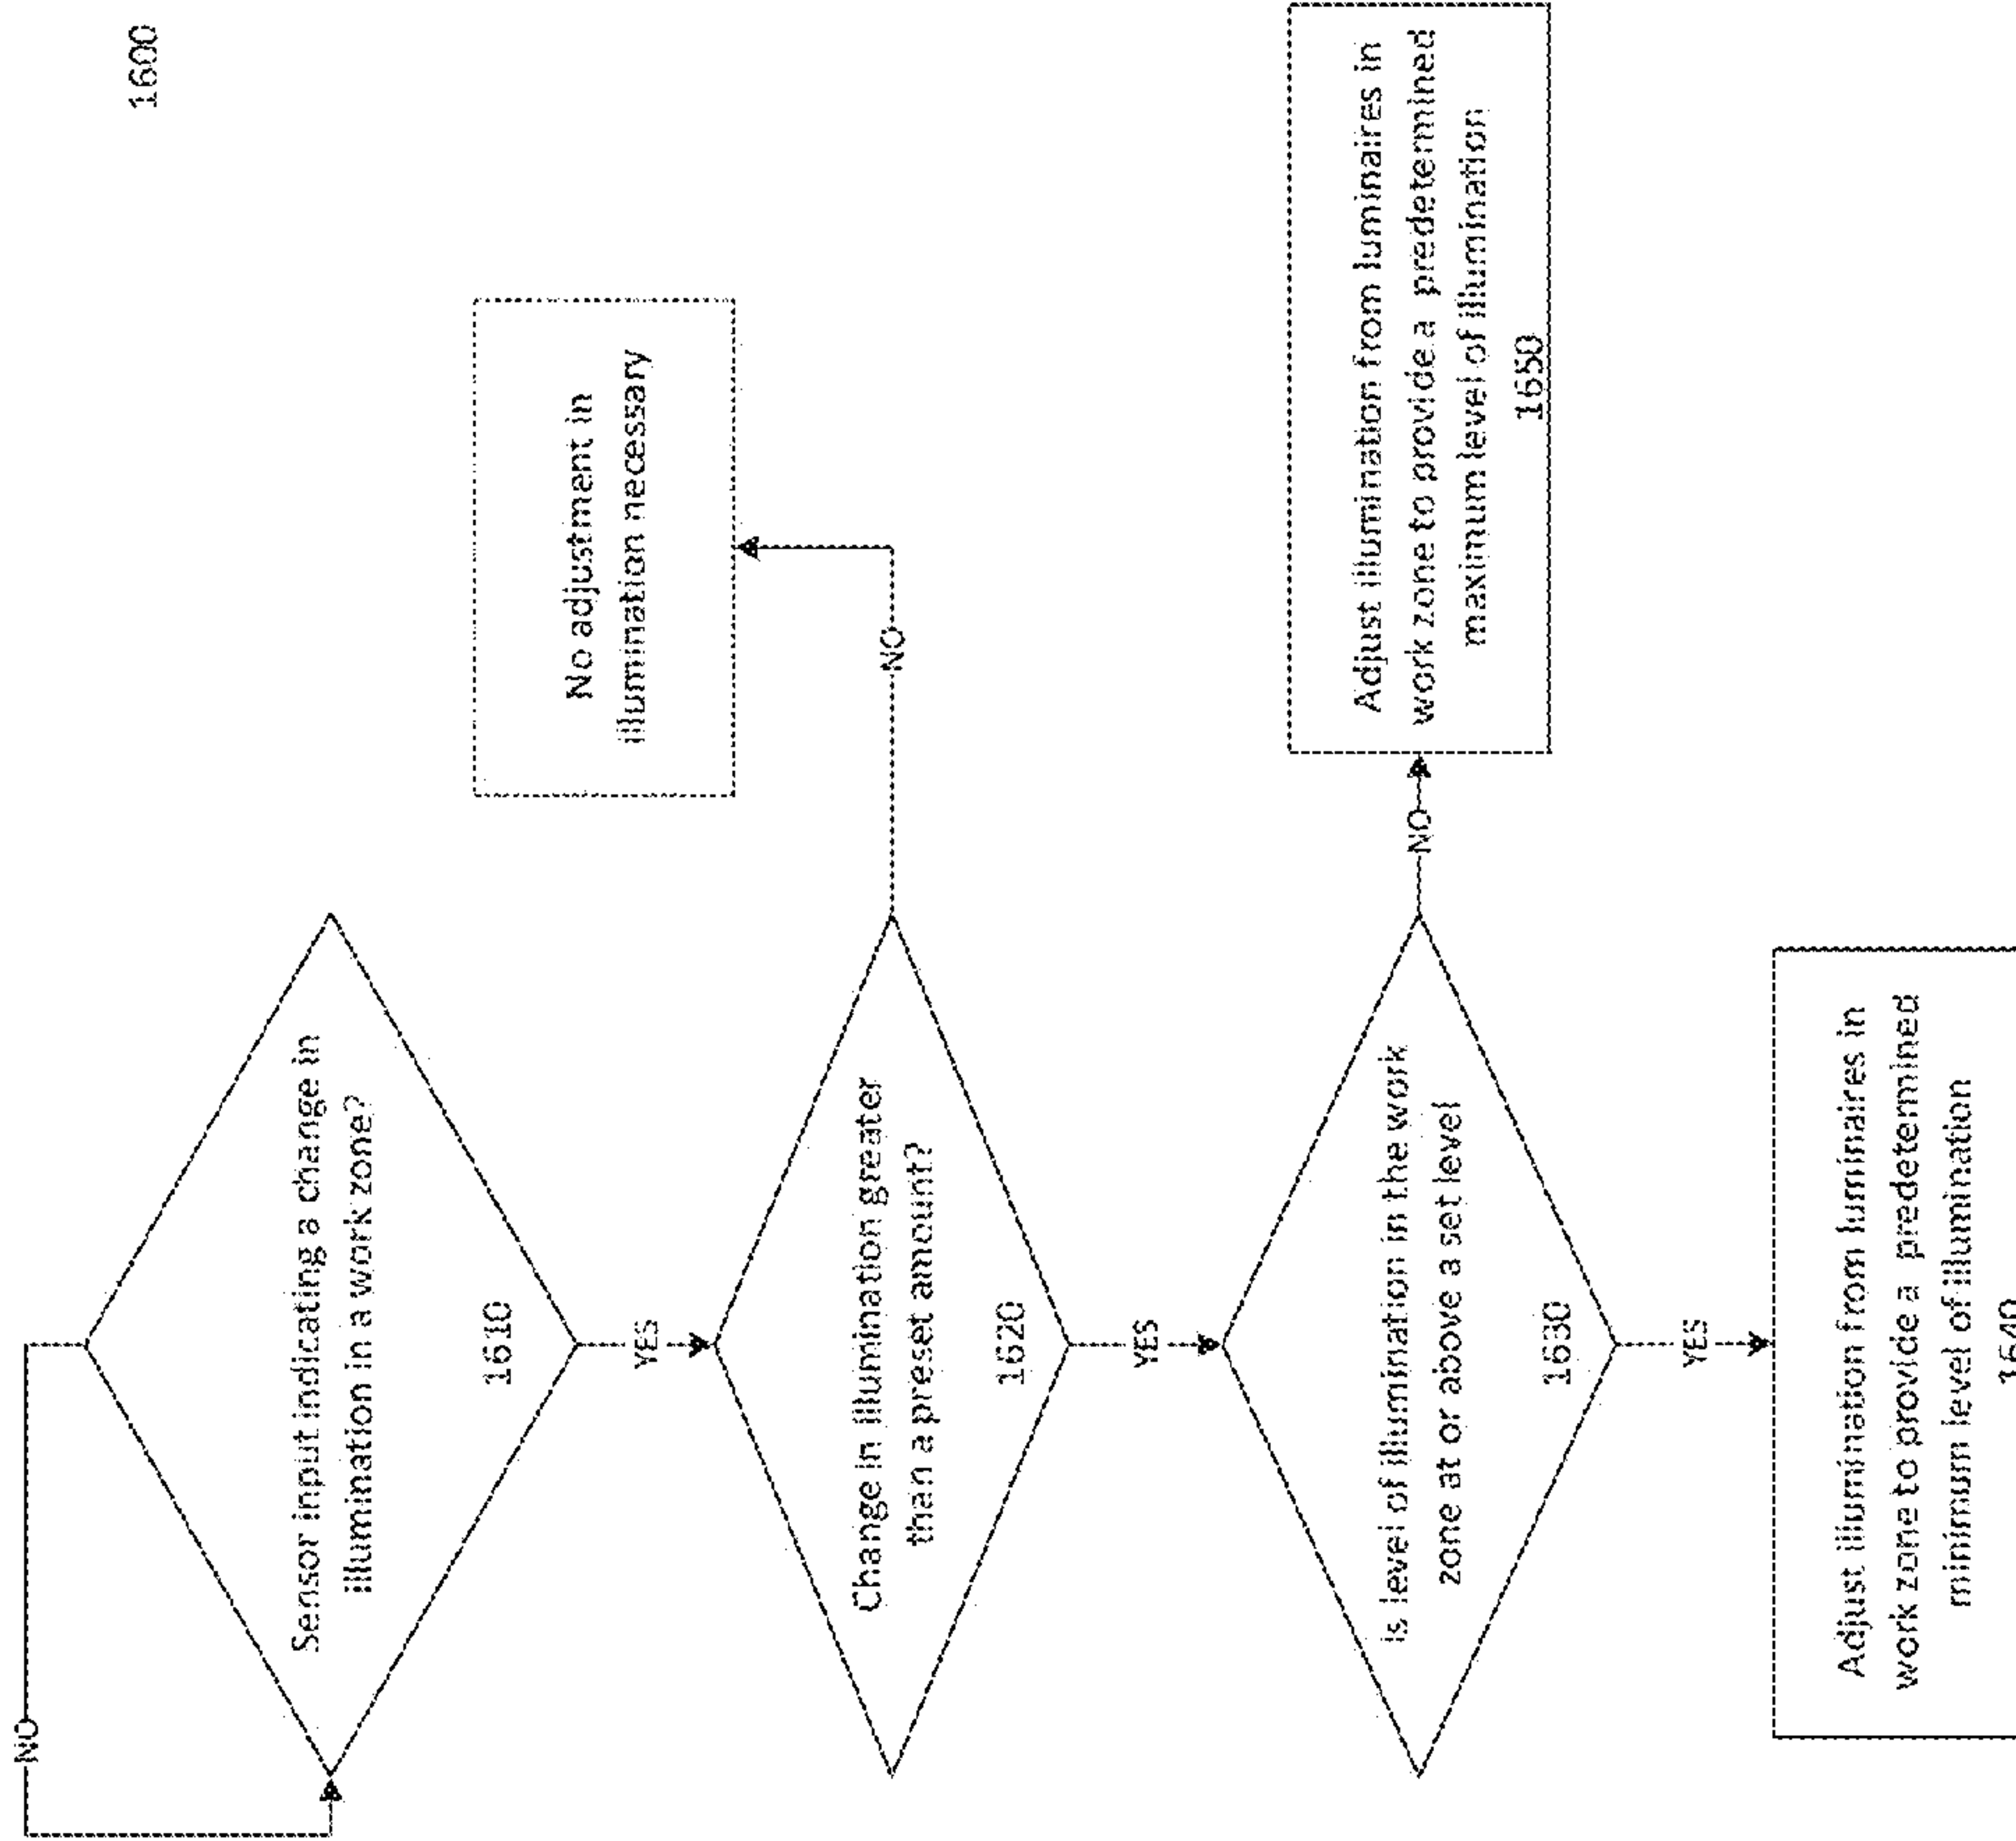 1600
NO
Sensor input indicating a change in
illumination in a work zone?
1610
YES
No adjustment in
illumination necessary
NO
Change in illumination greater
than a preset amount?
1620
YES
Is level of illumination in the work
zone at or above a set level
1630
NO
Adjust illumination from luminaires in
work zone to provide a predetermined
maximum level of illumination
1650
YES
Adjust illumination from luminaires in
work zone to provide a predetermined
minimum level of illumination
1640